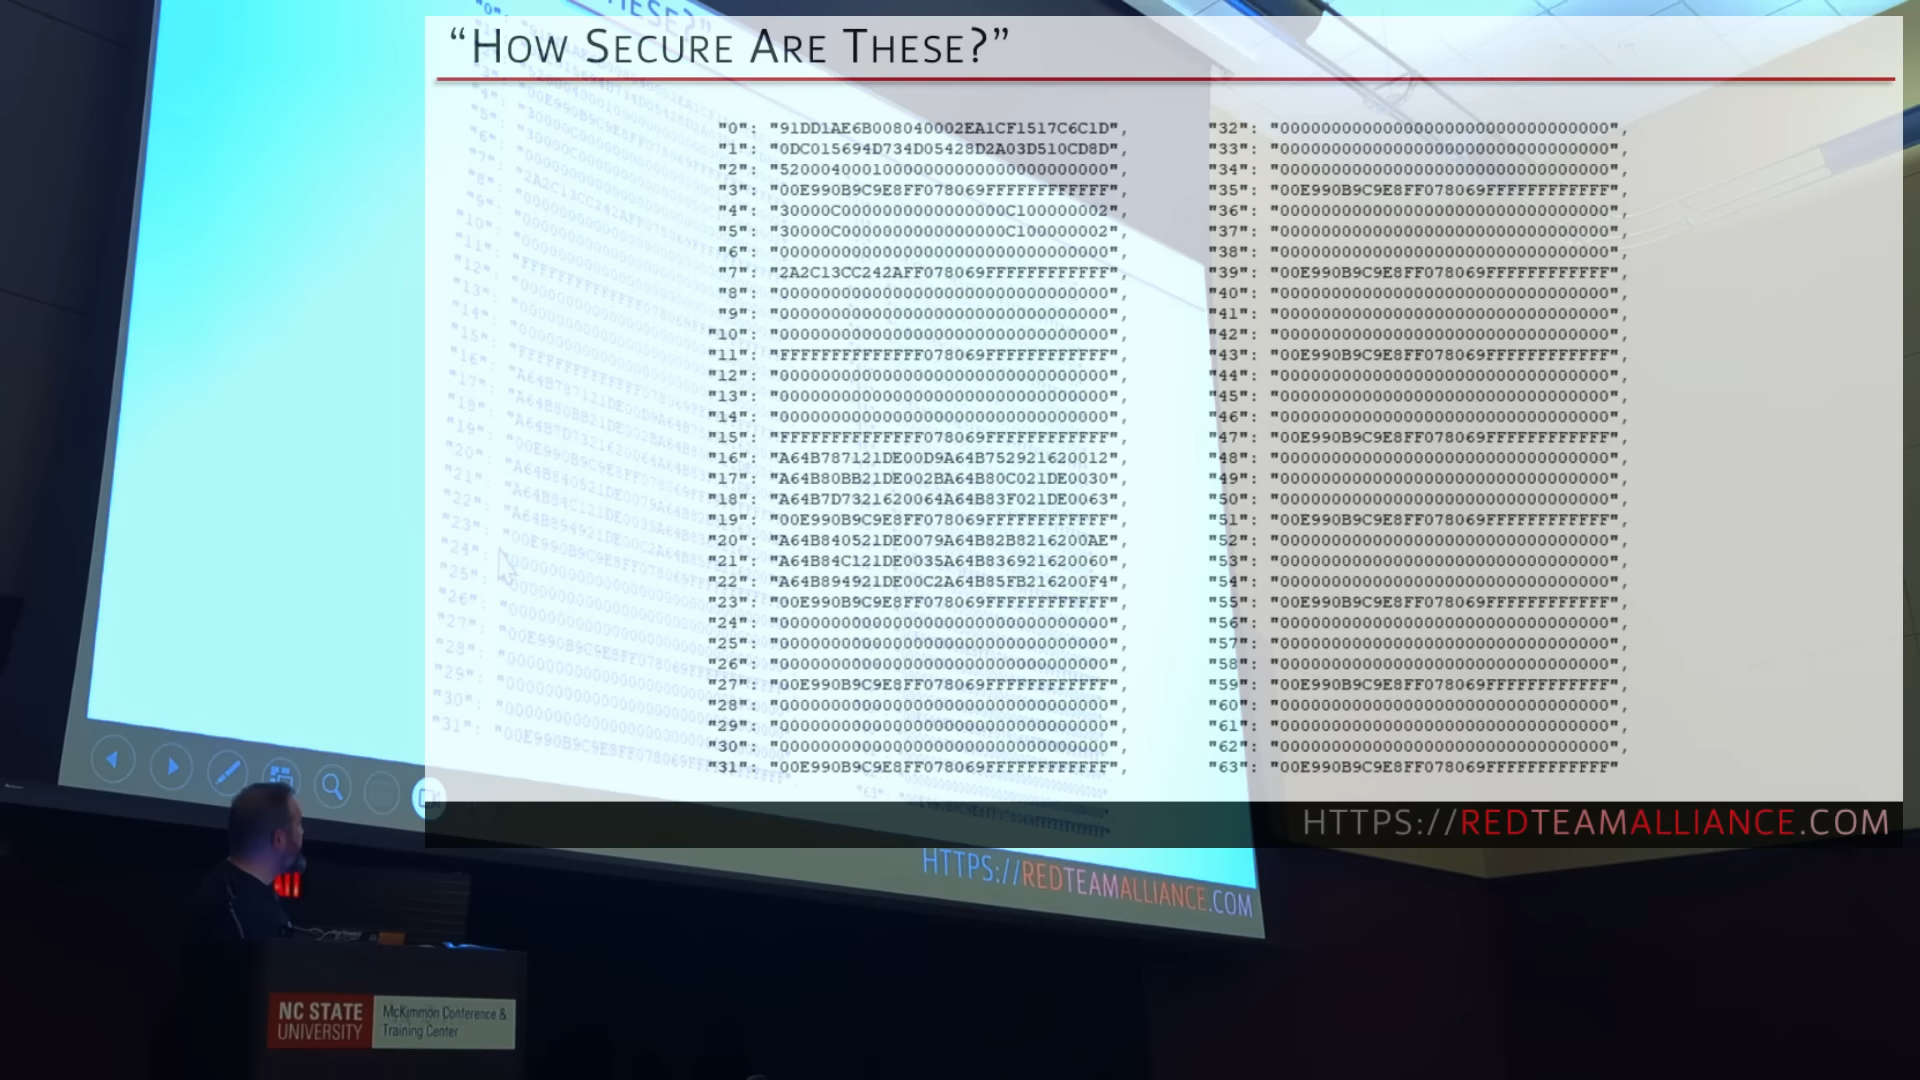 “How Secure Are These?”
"0": "91DD1AE6B008040002EA1CF1517C6C1D",
"1": "0DC015694D734D05428D2A03D510CD8D",
"2": "52000400010000000000000000000000",
"3": "00E990B9C9E8FF078069FFFFFFFFFFFF",
"4": "30000C0000000000000000C100000002",
"5": "30000C0000000000000000C100000002",
"6": "00000000000000000000000000000000",
"7": "2A2C13CC242AFF078069FFFFFFFFFFFF",
"8": "00000000000000000000000000000000",
"9": "00000000000000000000000000000000",
"10": "00000000000000000000000000000000",
"11": "FFFFFFFFFFFFFF078069FFFFFFFFFFFF",
"12": "00000000000000000000000000000000",
"13": "00000000000000000000000000000000",
"14": "00000000000000000000000000000000",
"15": "FFFFFFFFFFFFFF078069FFFFFFFFFFFF",
"16": "A64B787121DE00D9A64B752921620012",
"17": "A64B80BB21DE002BA64B80C021DE0030",
"18": "A64B7D7321620064A64B83F021DE0063",
"19": "00E990B9C9E8FF078069FFFFFFFFFFFF",
"20": "A64B840521DE0079A64B82B8216200AE",
"21": "A64B84C121DE0035A64B836921620060",
"22": "A64B894921DE00C2A64B85FB216200F4",
"23": "00E990B9C9E8FF078069FFFFFFFFFFFF",
"24": "00000000000000000000000000000000",
"25": "00000000000000000000000000000000",
"26": "00000000000000000000000000000000",
"27": "00E990B9C9E8FF078069FFFFFFFFFFFF",
"28": "00000000000000000000000000000000",
"29": "00000000000000000000000000000000",
"30": "00000000000000000000000000000000",
"31": "00E990B9C9E8FF078069FFFFFFFFFFFF",
"32": "00000000000000000000000000000000",
"33": "00000000000000000000000000000000",
"34": "00000000000000000000000000000000",
"35": "00E990B9C9E8FF078069FFFFFFFFFFFF",
"36": "00000000000000000000000000000000",
"37": "00000000000000000000000000000000",
"38": "00000000000000000000000000000000",
"39": "00E990B9C9E8FF078069FFFFFFFFFFFF",
"40": "00000000000000000000000000000000",
"41": "00000000000000000000000000000000",
"42": "00000000000000000000000000000000",
"43": "00E990B9C9E8FF078069FFFFFFFFFFFF",
"44": "00000000000000000000000000000000",
"45": "00000000000000000000000000000000",
"46": "00000000000000000000000000000000",
"47": "00E990B9C9E8FF078069FFFFFFFFFFFF",
"48": "00000000000000000000000000000000",
"49": "00000000000000000000000000000000",
"50": "00000000000000000000000000000000",
"51": "00E990B9C9E8FF078069FFFFFFFFFFFF",
"52": "00000000000000000000000000000000",
"53": "00000000000000000000000000000000",
"54": "00000000000000000000000000000000",
"55": "00E990B9C9E8FF078069FFFFFFFFFFFF",
"56": "00000000000000000000000000000000",
"57": "00000000000000000000000000000000",
"58": "00000000000000000000000000000000",
"59": "00E990B9C9E8FF078069FFFFFFFFFFFF",
"60": "00000000000000000000000000000000",
"61": "00000000000000000000000000000000",
"62": "00000000000000000000000000000000",
"63": "00E990B9C9E8FF078069FFFFFFFFFFFF"
HTTPS://REDTEAMALLIANCE.COM
HTTPS://REDTEAMALLIANCE.COM
NC STATE
UNIVERSITY
McKimmon Conference &
Training Center